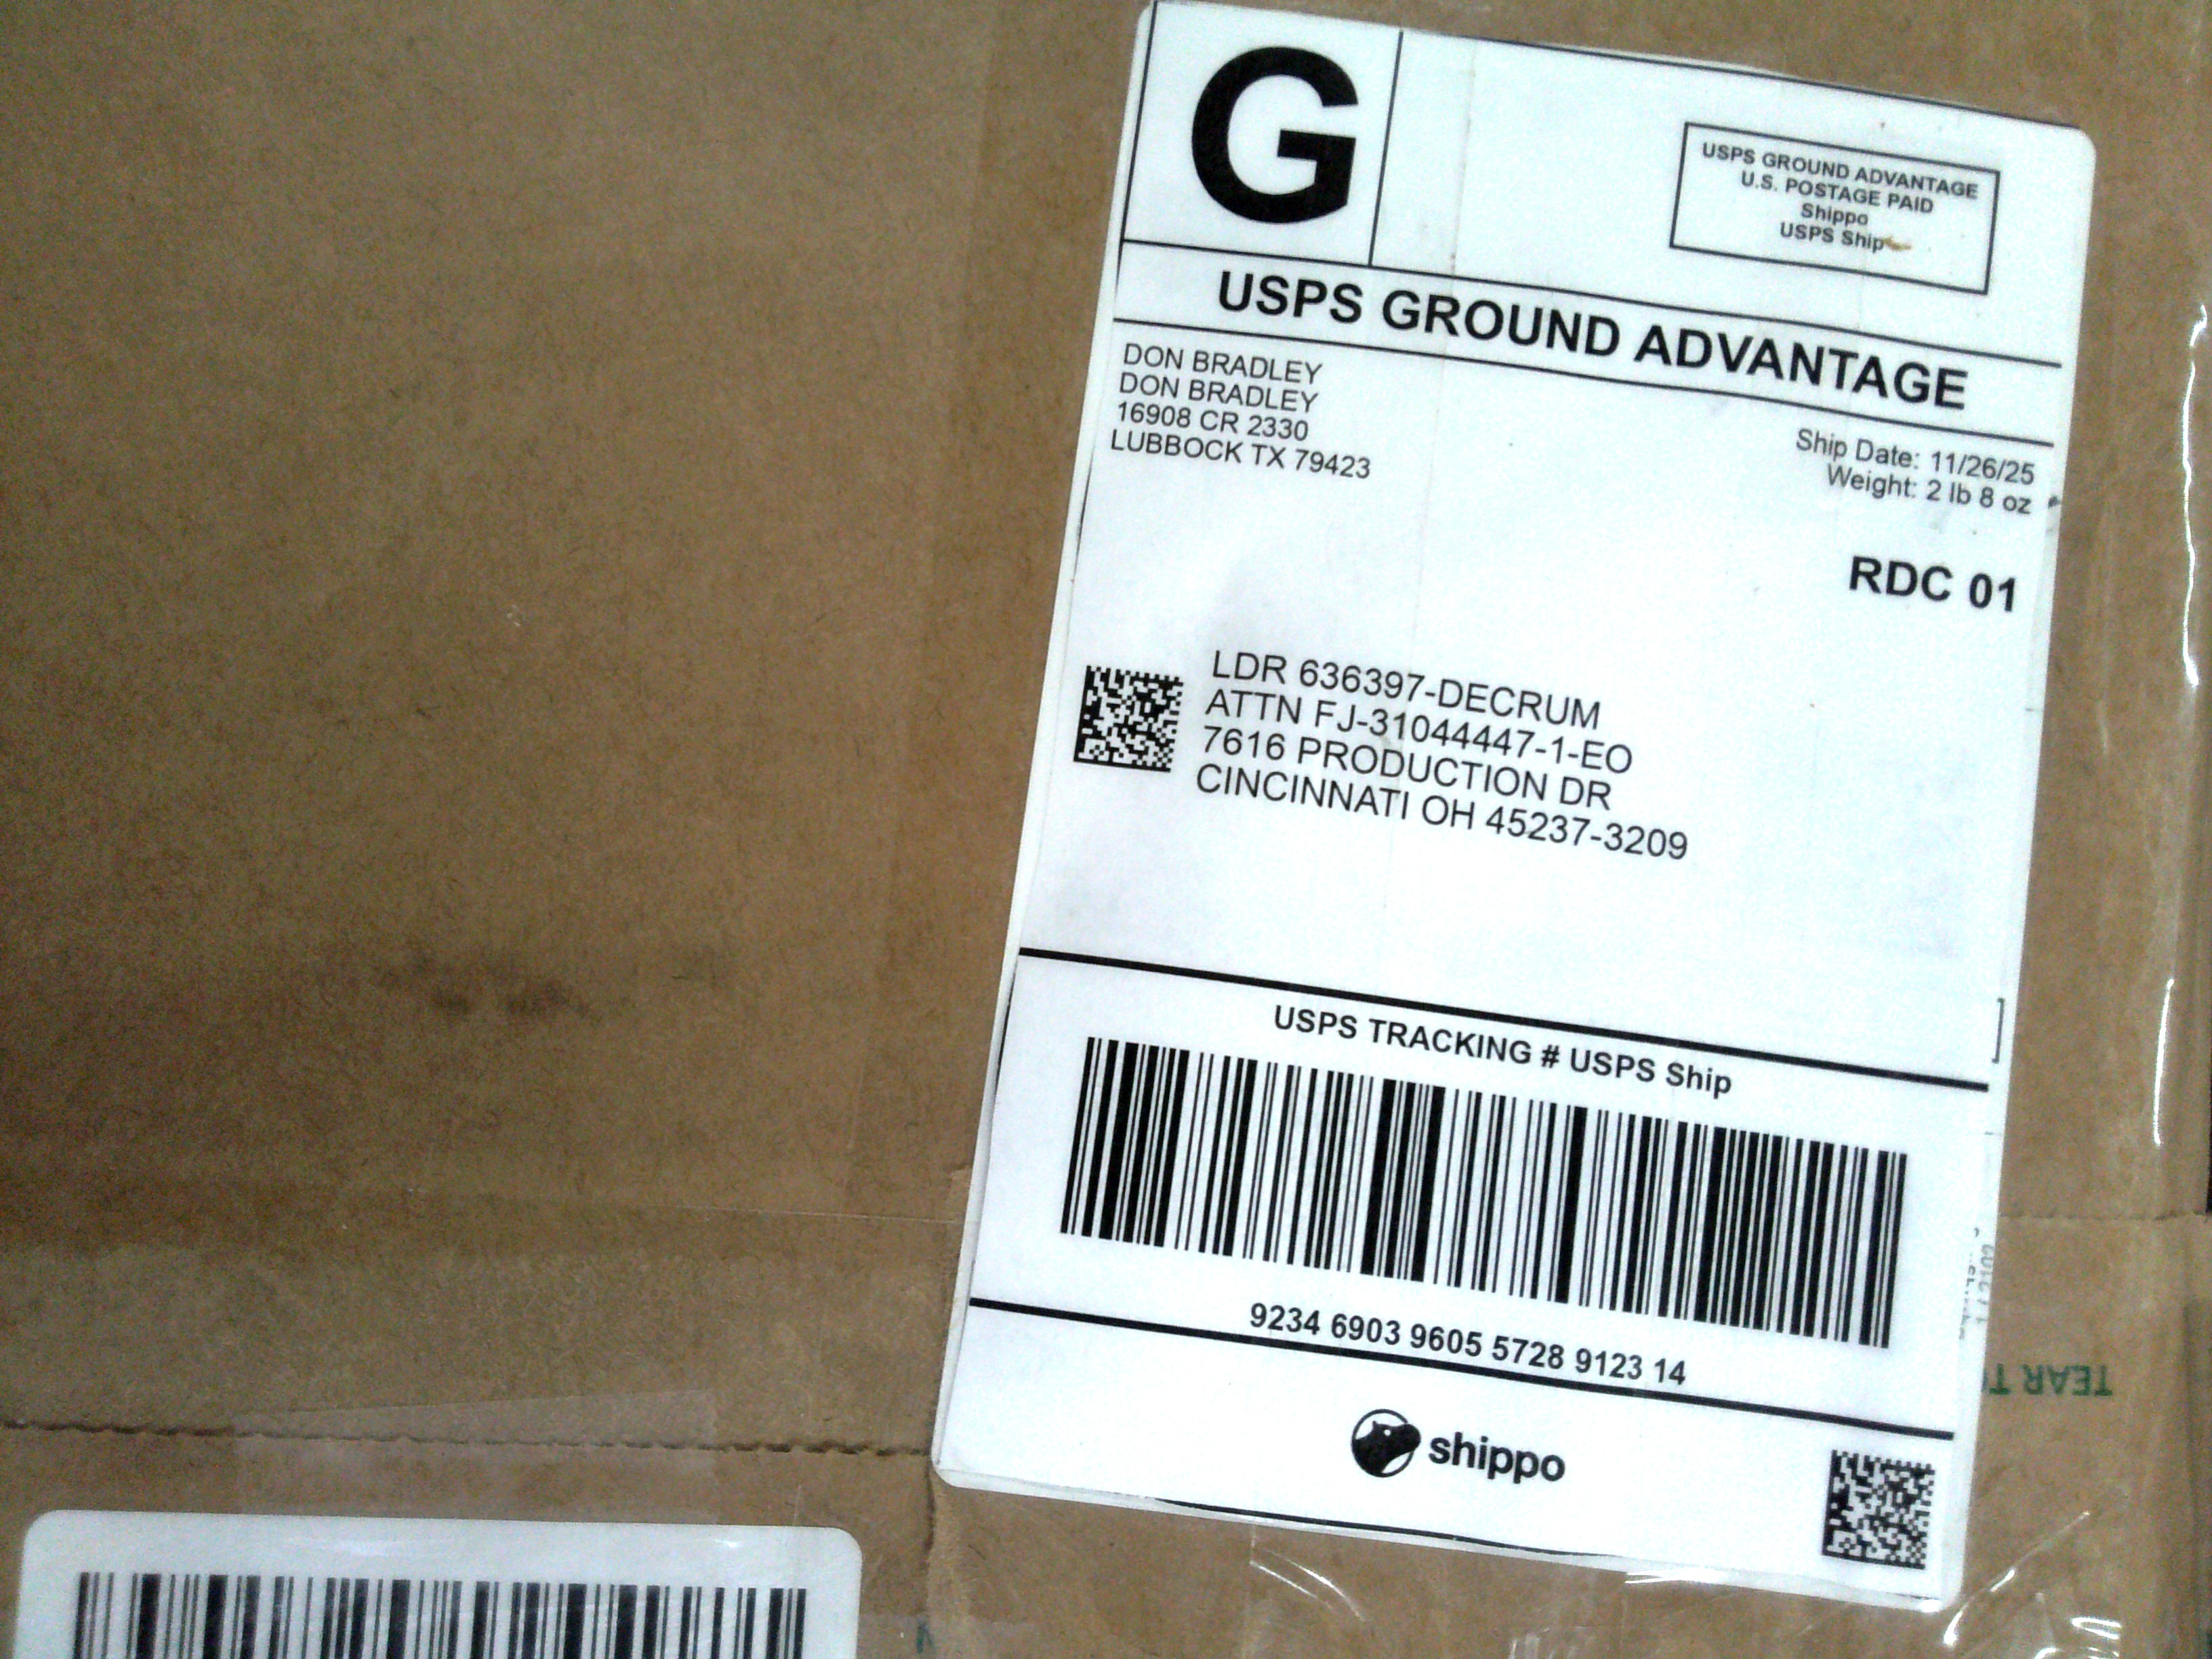 G
USPS GROUND ADVANTAGE
U.S. POSTAGE PAID
Shippo
USPS Ship
USPS GROUND ADVANTAGE
DON BRADLEY
DON BRADLEY
16908 CR 2330
LUBBOCK TX 79423
Ship Date: 11/26/25
Weight: 2 lb 8 oz
RDC 01
LDR 636397-DECRUM
ATTN FJ-31044447-1-EO
7616 PRODUCTION DR
CINCINNATI OH 45237-3209
USPS TRACKING # USPS Ship
9234 6903 9605 5728 9123 14
shippo
TEAR